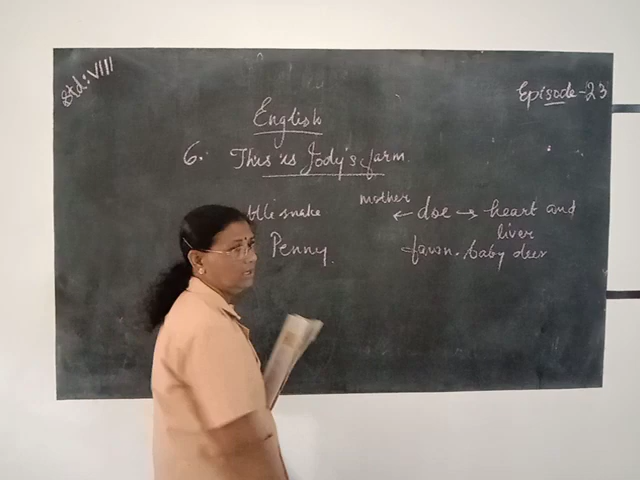 Std: VIII
Episode-23
English
6. This is Jody's farm.
mother
snake ← doe → heart and
liver
Penny. fawn. baby deer